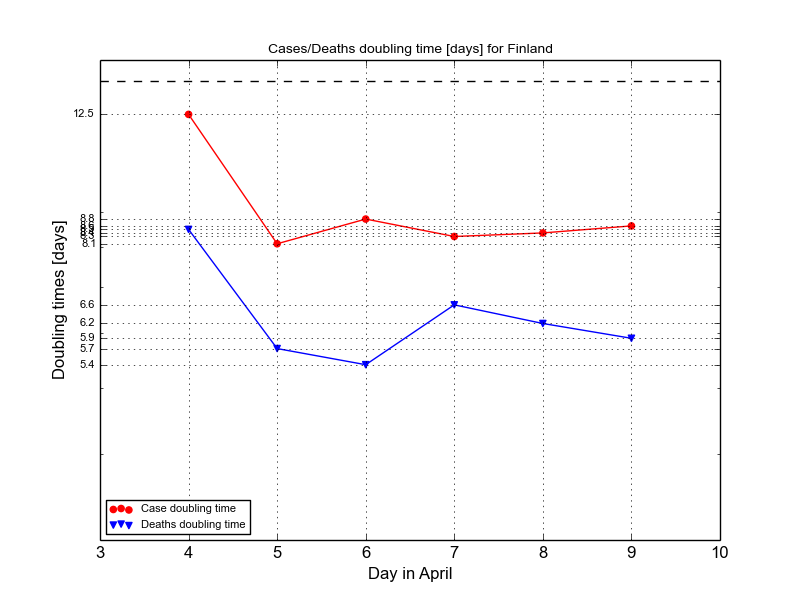 Cases/Deaths doubling time [days] for Finland
12.5
8.8
8.3
8.1
6.6
6.2
5.9
5.7
5.4
Doubling times [days]
Case doubling time
Deaths doubling time
3 4 5 6 7 8 9 10
Day in April